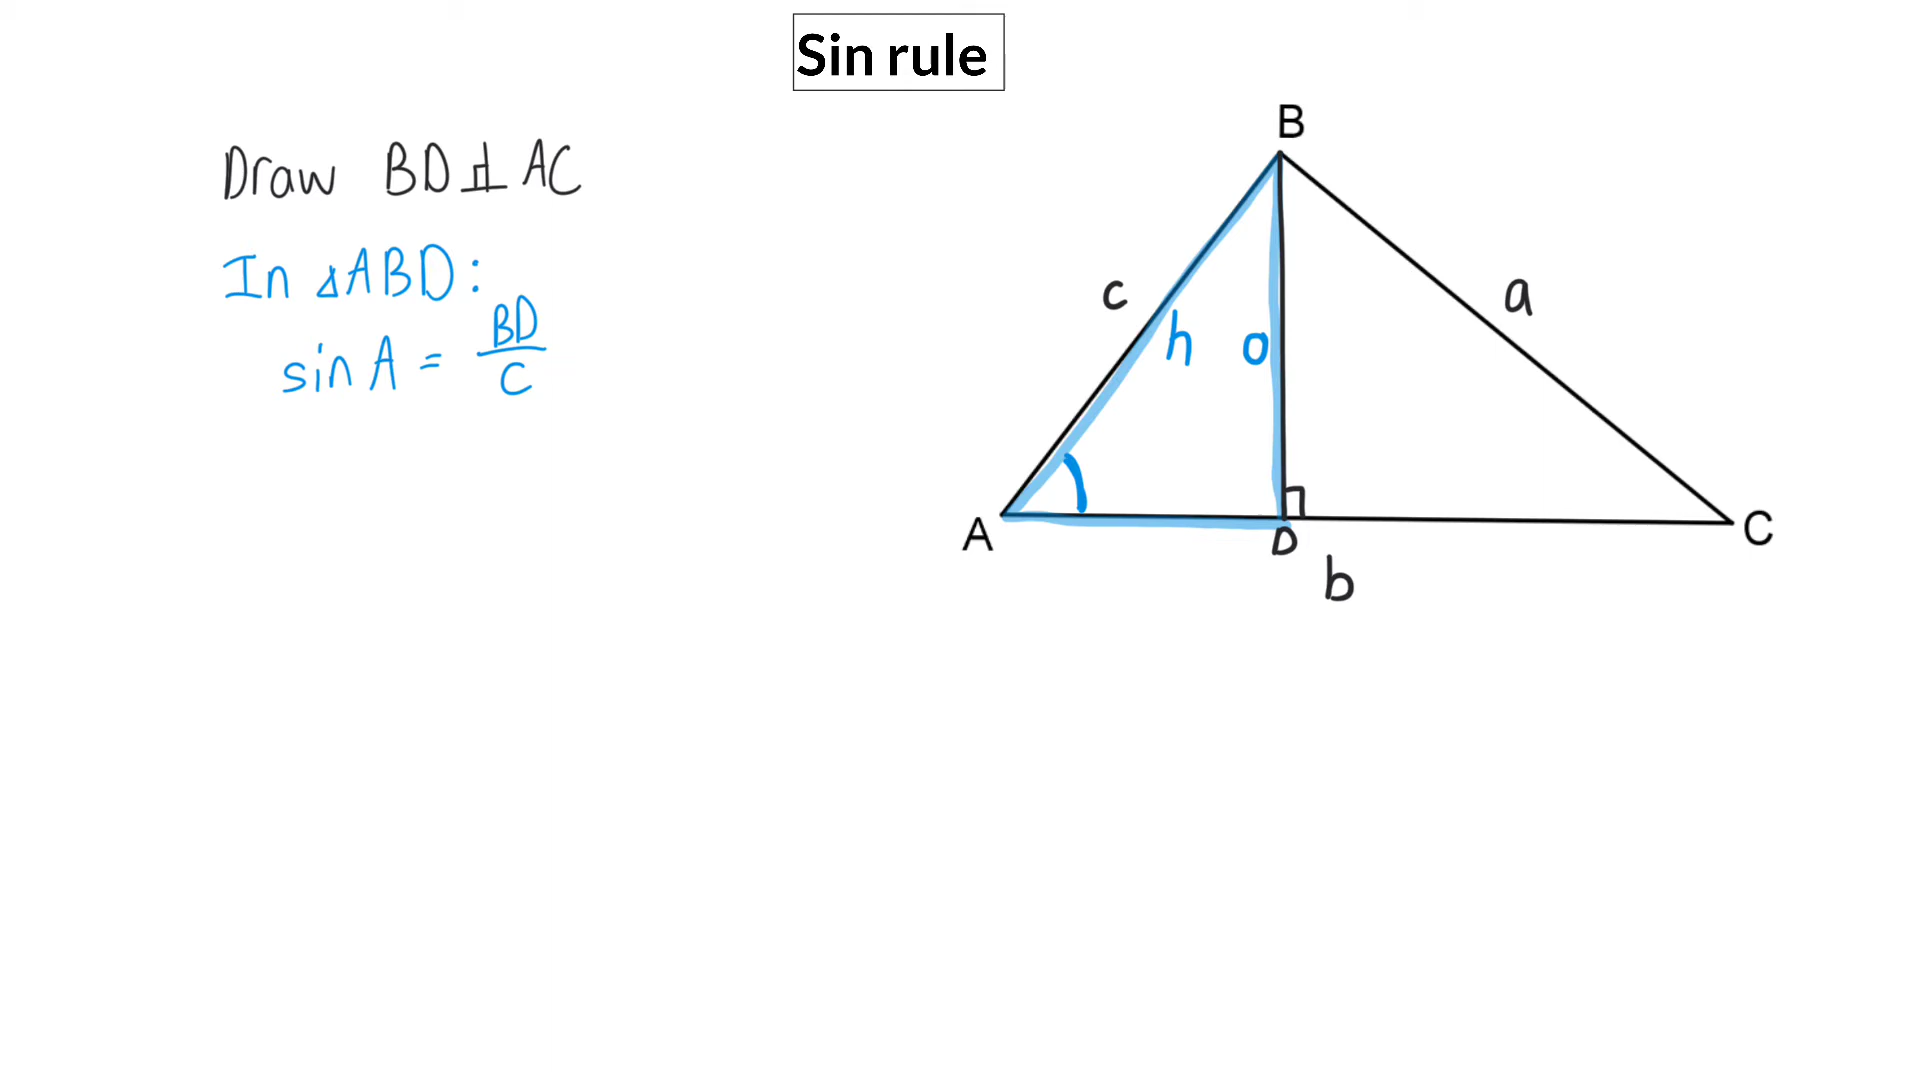 Sin rule
Draw BD ⊥ AC
In △ABD:
sin A = BD/c
B
c
a
h
o
A
D
C
b